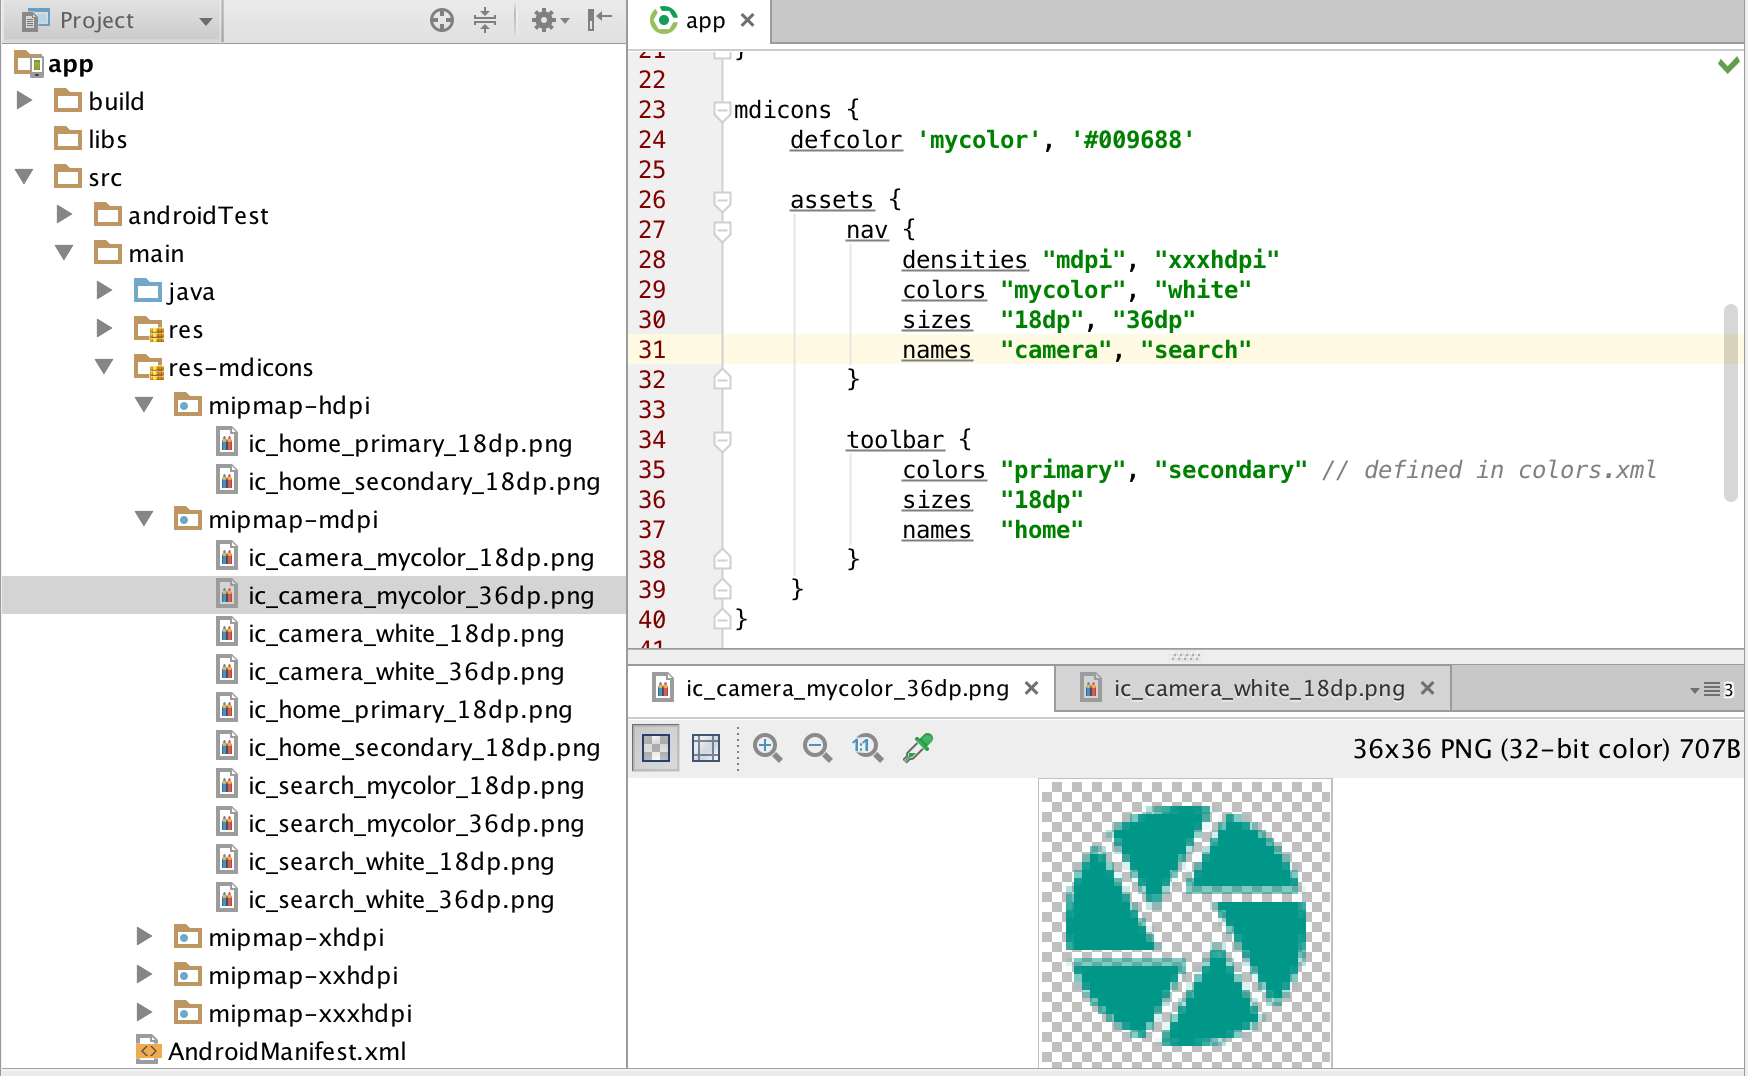 Project
app
build
libs
src
androidTest
main
java
res
res-mdicons
mipmap-hdpi
ic_home_primary_18dp.png
ic_home_secondary_18dp.png
mipmap-mdpi
ic_camera_mycolor_18dp.png
ic_camera_mycolor_36dp.png
ic_camera_white_18dp.png
ic_camera_white_36dp.png
ic_home_primary_18dp.png
ic_home_secondary_18dp.png
ic_search_mycolor_18dp.png
ic_search_mycolor_36dp.png
ic_search_white_18dp.png
ic_search_white_36dp.png
mipmap-xhdpi
mipmap-xxhdpi
mipmap-xxxhdpi
AndroidManifest.xml
app
21 }
22
23 mdicons {
24 defcolor 'mycolor', '#009688'
25
26 assets {
27 nav {
28 densities "mdpi", "xxxhdpi"
29 colors "mycolor", "white"
30 sizes "18dp", "36dp"
31 names "camera", "search"
32 }
33
34 toolbar {
35 colors "primary", "secondary" // defined in colors.xml
36 sizes "18dp"
37 names "home"
38 }
39 }
40 }
41
ic_camera_mycolor_36dp.png ic_camera_white_18dp.png 3
1:1 36x36 PNG (32-bit color) 707B